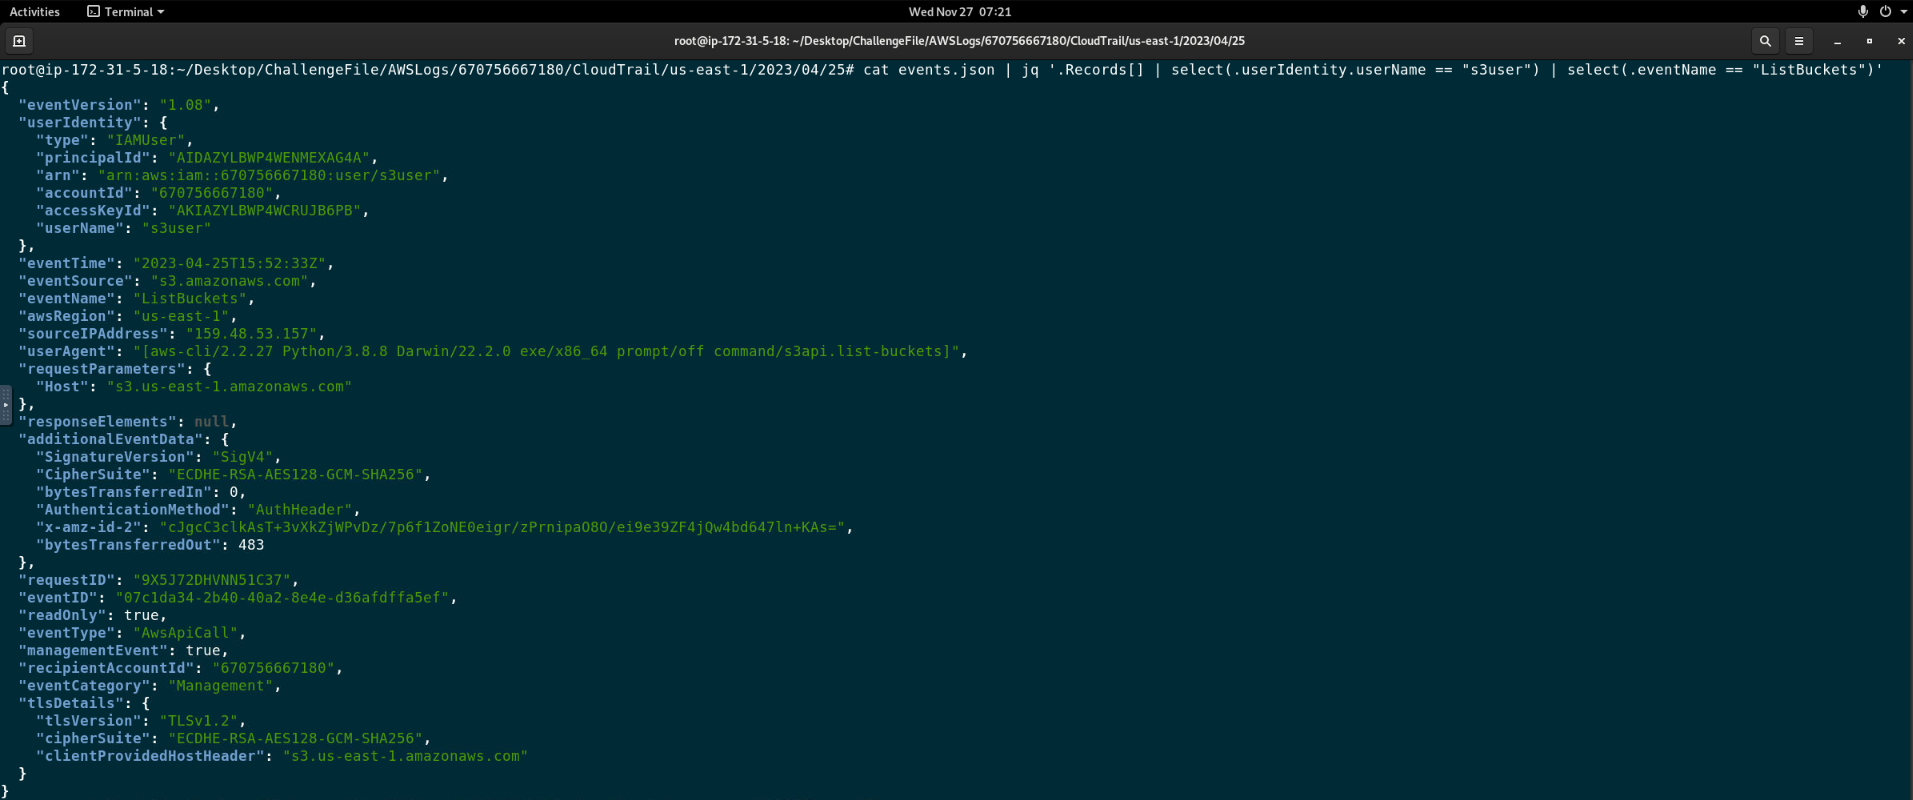 Activities Terminal Wed Nov 27 07:21
root@ip-172-31-5-18: ~/Desktop/ChallengeFile/AWSLogs/670756667180/CloudTrail/us-east-1/2023/04/25
root@ip-172-31-5-18:~/Desktop/ChallengeFile/AWSLogs/670756667180/CloudTrail/us-east-1/2023/04/25# cat events.json | jq '.Records[] | select(.userIdentity.userName == "s3user") | select(.eventName == "ListBuckets")'
{
  "eventVersion": "1.08",
  "userIdentity": {
    "type": "IAMUser",
    "principalId": "AIDAZYLBWP4WENMEXAG4A",
    "arn": "arn:aws:iam::670756667180:user/s3user",
    "accountId": "670756667180",
    "accessKeyId": "AKIAZYLBWP4WCRUJB6PB",
    "userName": "s3user"
  },
  "eventTime": "2023-04-25T15:52:33Z",
  "eventSource": "s3.amazonaws.com",
  "eventName": "ListBuckets",
  "awsRegion": "us-east-1",
  "sourceIPAddress": "159.48.53.157",
  "userAgent": "[aws-cli/2.2.27 Python/3.8.8 Darwin/22.2.0 exe/x86_64 prompt/off command/s3api.list-buckets]",
  "requestParameters": {
    "Host": "s3.us-east-1.amazonaws.com"
  },
  "responseElements": null,
  "additionalEventData": {
    "SignatureVersion": "SigV4",
    "CipherSuite": "ECDHE-RSA-AES128-GCM-SHA256",
    "bytesTransferredIn": 0,
    "AuthenticationMethod": "AuthHeader",
    "x-amz-id-2": "cJgcC3clkAsT+3vXkZjWPvDz/7p6f1ZoNE0eigr/zPrnipaO8O/ei9e39ZF4jQw4bd647ln+KAs=",
    "bytesTransferredOut": 483
  },
  "requestID": "9X5J72DHVNN51C37",
  "eventID": "07c1da34-2b40-40a2-8e4e-d36afdffa5ef",
  "readOnly": true,
  "eventType": "AwsApiCall",
  "managementEvent": true,
  "recipientAccountId": "670756667180",
  "eventCategory": "Management",
  "tlsDetails": {
    "tlsVersion": "TLSv1.2",
    "cipherSuite": "ECDHE-RSA-AES128-GCM-SHA256",
    "clientProvidedHostHeader": "s3.us-east-1.amazonaws.com"
  }
}